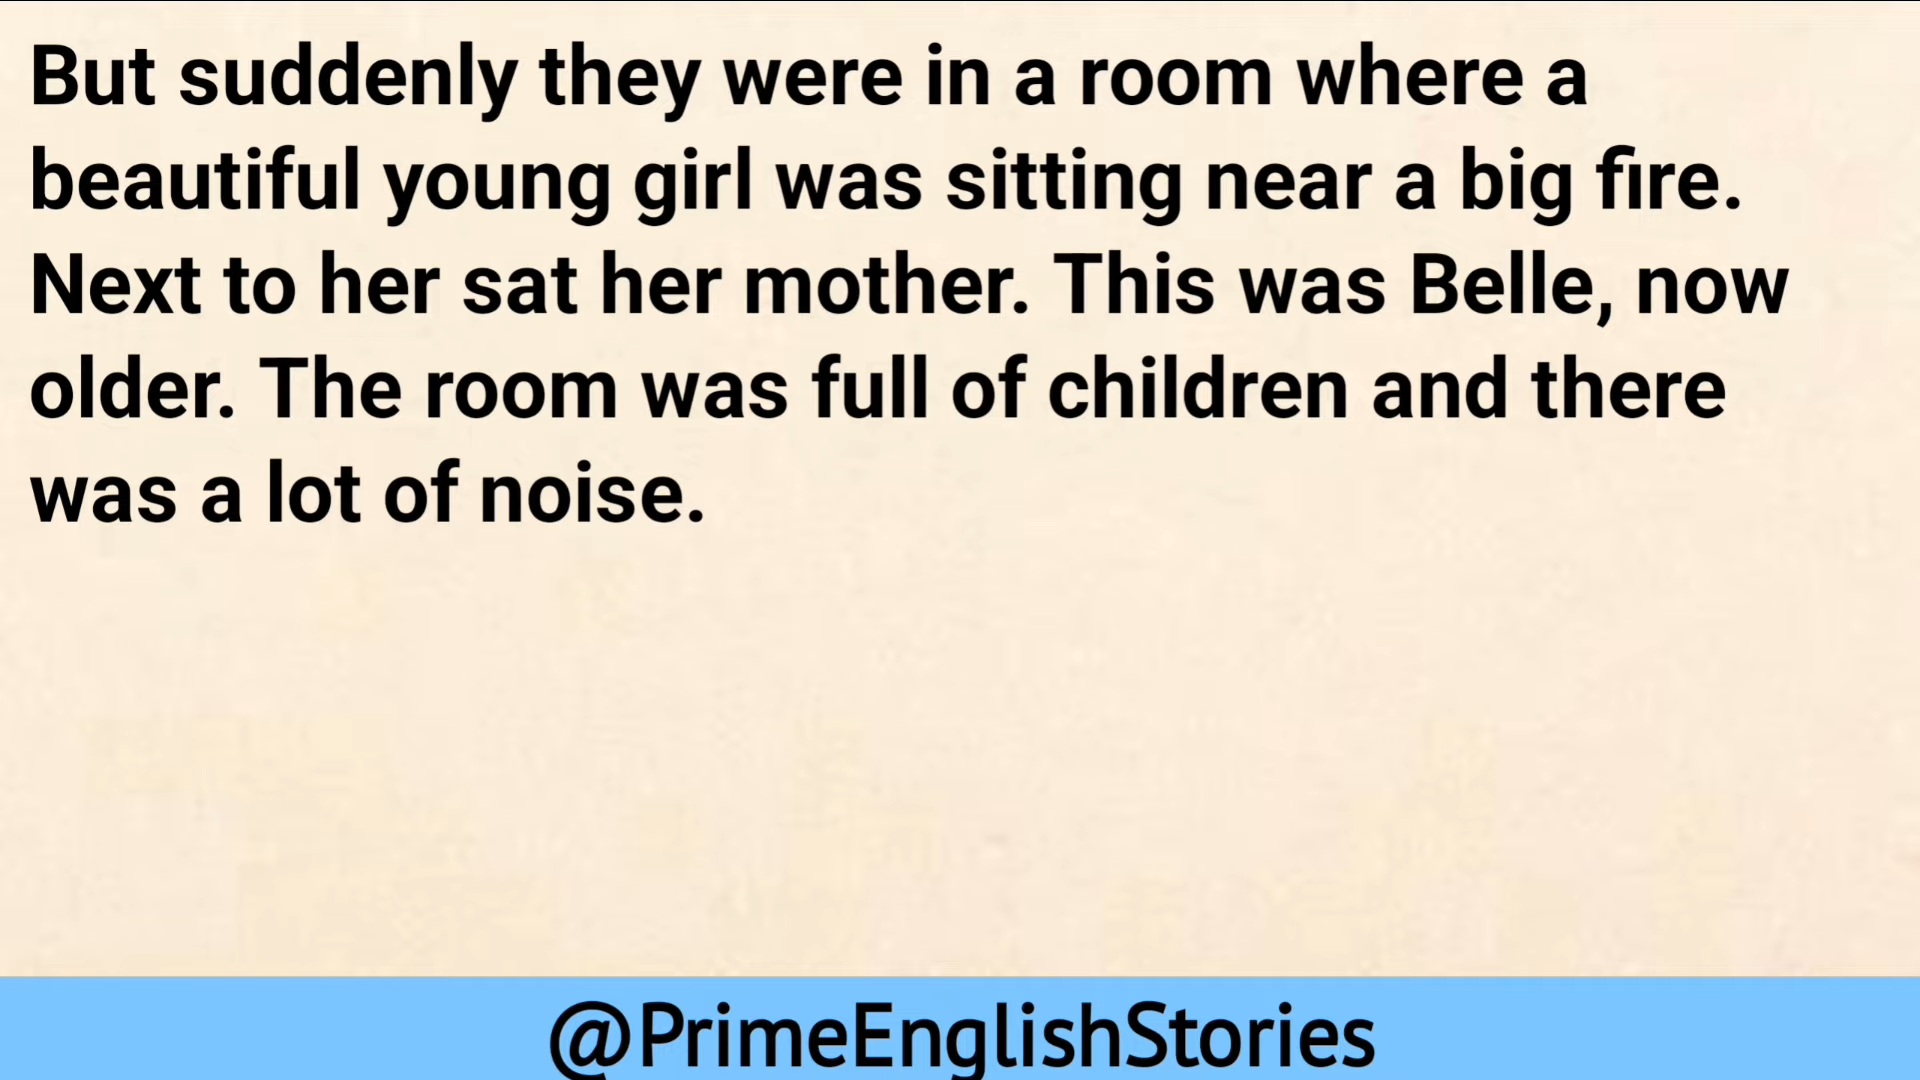 But suddenly they were in a room where a
beautiful young girl was sitting near a big fire.
Next to her sat her mother. This was Belle, now
older. The room was full of children and there
was a lot of noise.
@PrimeEnglishStories